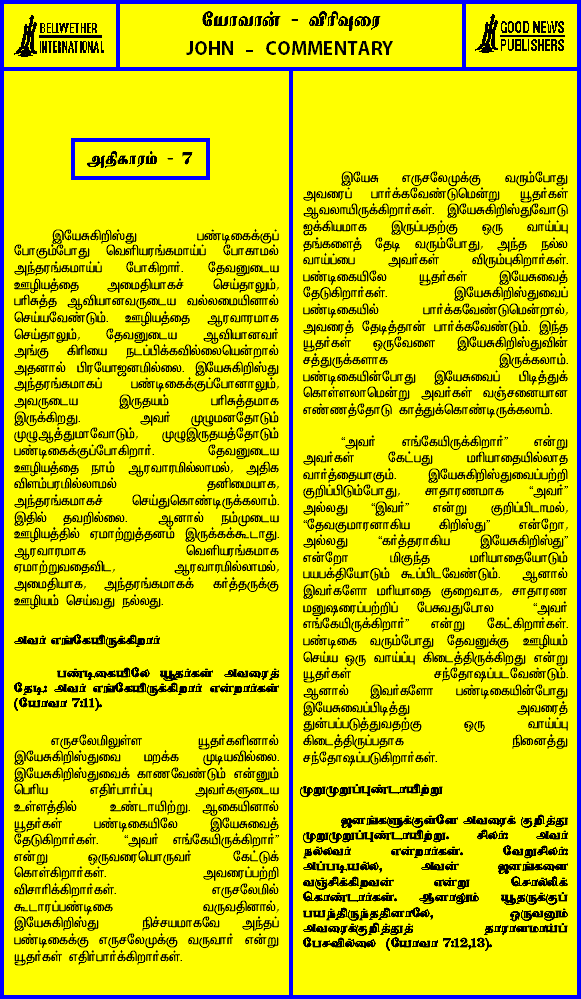 BELWETHER
INTERNATIONAL
யோவான் - விரிவுரை
JOHN - COMMENTARY
GOOD NEWS
PUBLISHERS
அதிகாரம் - 7
இயேசுகிறிஸ்து பண்டிகைக்குப்
போகும்போது வெளியரங்கமாய்ப் போகாமல்
அந்தரங்கமாய்ப் போகிறார். தேவனுடைய
ஊழியத்தை அமைதியாகச் செய்தாலும்,
பரிசுத்த ஆவியானவருடைய வல்லமையினால்
செய்யவேண்டும். ஊழியத்தை ஆரவாரமாக
செய்தாலும், தேவனுடைய ஆவியானவர்
அங்கு கிரியை நடப்பிக்கவில்லையென்றால்
அதனால் பிரயோஜனமில்லை. இயேசுகிறிஸ்து
அந்தரங்கமாகப் பண்டிகைக்குப்போனாலும்,
அவருடைய இருதயம் பரிசுத்தமாக
இருக்கிறது. அவர் முழுமனதோடும்
முழுஆத்துமாவோடும், முழுஇருதயத்தோடும்
பண்டிகைக்குப்போகிறார். தேவனுடைய
ஊழியத்தை நாம் ஆரவாரமில்லாமல், அதிக
விளம்பரமில்லாமல் தனிமையாக,
அந்தரங்கமாகச் செய்துகொண்டிருக்கலாம்.
இதில் தவறில்லை. ஆனால் நம்முடைய
ஊழியத்தில் ஏமாற்றுத்தனம் இருக்கக்கூடாது.
ஆரவாரமாக வெளியரங்கமாக
ஏமாற்றுவதைவிட, ஆரவாரமில்லாமல்,
அமைதியாக, அந்தரங்கமாகக் கர்த்தருக்கு
ஊழியம் செய்வது நல்லது.
அவர் எங்கேயிருக்கிறார்
பண்டிகையிலே யூதர்கள் அவரைத்
தேடி: அவர் எங்கேயிருக்கிறார் என்றார்கள்
(யோவா 7:11).
எருசலேமிலுள்ள யூதர்களினால்
இயேசுகிறிஸ்துவை மறக்க முடியவில்லை.
இயேசுகிறிஸ்துவைக் காணவேண்டும் என்னும்
பெரிய எதிர்பார்ப்பு அவர்களுடைய
உள்ளத்தில் உண்டாயிற்று. ஆகையினால்
யூதர்கள் பண்டிகையிலே இயேசுவைத்
தேடுகிறார்கள். “அவர் எங்கேயிருக்கிறார்”
என்று ஒருவரையொருவர் கேட்டுக்
கொள்கிறார்கள். அவரைப்பற்றி
விசாரிக்கிறார்கள். எருசலேமில்
கூடாரப்பண்டிகை வருவதினால்,
இயேசுகிறிஸ்து நிச்சயமாகவே அந்தப்
பண்டிகைக்கு எருசலேமுக்கு வருவார் என்று
யூதர்கள் எதிர்பார்க்கிறார்கள்.
இயேசு எருசலேமுக்கு வரும்போது
அவரைப் பார்க்கவேண்டுமென்று யூதர்கள்
ஆவலாயிருக்கிறார்கள். இயேசுகிறிஸ்துவோடு
ஐக்கியமாக இருப்பதற்கு ஒரு வாய்ப்பு
தங்களைத் தேடி வரும்போது, அந்த நல்ல
வாய்ப்பை அவர்கள் விரும்புகிறார்கள்.
பண்டிகையிலே யூதர்கள் இயேசுவைத்
தேடுகிறார்கள். இயேசுகிறிஸ்துவைப்
பண்டிகையில் பார்க்கவேண்டுமென்றால்,
அவரைத் தேடித்தான் பார்க்கவேண்டும். இந்த
யூதர்கள் ஒருவேளை இயேசுகிறிஸ்துவின்
சத்துருக்களாக இருக்கலாம்.
பண்டிகையின்போது இயேசுவைப் பிடித்துக்
கொள்ளலாமென்று அவர்கள் வஞ்சனையான
எண்ணத்தோடு காத்துக்கொண்டிருக்கலாம்.
“அவர் எங்கேயிருக்கிறார்” என்று
அவர்கள் கேட்பது மரியாதையில்லாத
வார்த்தையாகும். இயேசுகிறிஸ்துவைப்பற்றி
குறிப்பிடும்போது, சாதாரணமாக “அவர்”
அல்லது “இவர்” என்று குறிப்பிடாமல்,
“தேவகுமாரனாகிய கிறிஸ்து” என்றோ,
அல்லது “கர்த்தராகிய இயேசுகிறிஸ்து”
என்றோ மிகுந்த மரியாதையோடும்
பயபக்தியோடும் கூப்பிடவேண்டும். ஆனால்
இவர்களோ மரியாதை குறைவாக, சாதாரண
மனுஷரைப்பற்றிப் பேசுவதுபோல “அவர்
எங்கேயிருக்கிறார்” என்று கேட்கிறார்கள்.
பண்டிகை வரும்போது தேவனுக்கு ஊழியம்
செய்ய ஒரு வாய்ப்பு கிடைத்திருக்கிறது என்று
யூதர்கள் சந்தோஷப்படவேண்டும்.
ஆனால் இவர்களோ பண்டிகையின்போது
இயேசுவைப்பிடித்து அவரைத்
துன்பப்படுத்துவதற்கு ஒரு வாய்ப்பு
கிடைத்திருப்பதாக நினைத்து
சந்தோஷப்படுகிறார்கள்.
முறுமுறுப்புண்டாயிற்று
ஜனங்களுக்குள்ளே அவரைக் குறித்து
முறுமுறுப்புண்டாயிற்று. சிலர்: அவர்
நல்லவர் என்றார்கள். வேறுசிலர்:
அப்படியல்ல, அவன் ஜனங்களை
வஞ்சிக்கிறவன் என்று சொல்லிக்
கொண்டார்கள். ஆனாலும் யூதருக்குப்
பயந்திருந்ததினாலே, ஒருவனும்
அவரைக்குறித்துத் தாராளமாய்ப்
பேசவில்லை (யோவா 7:12,13).